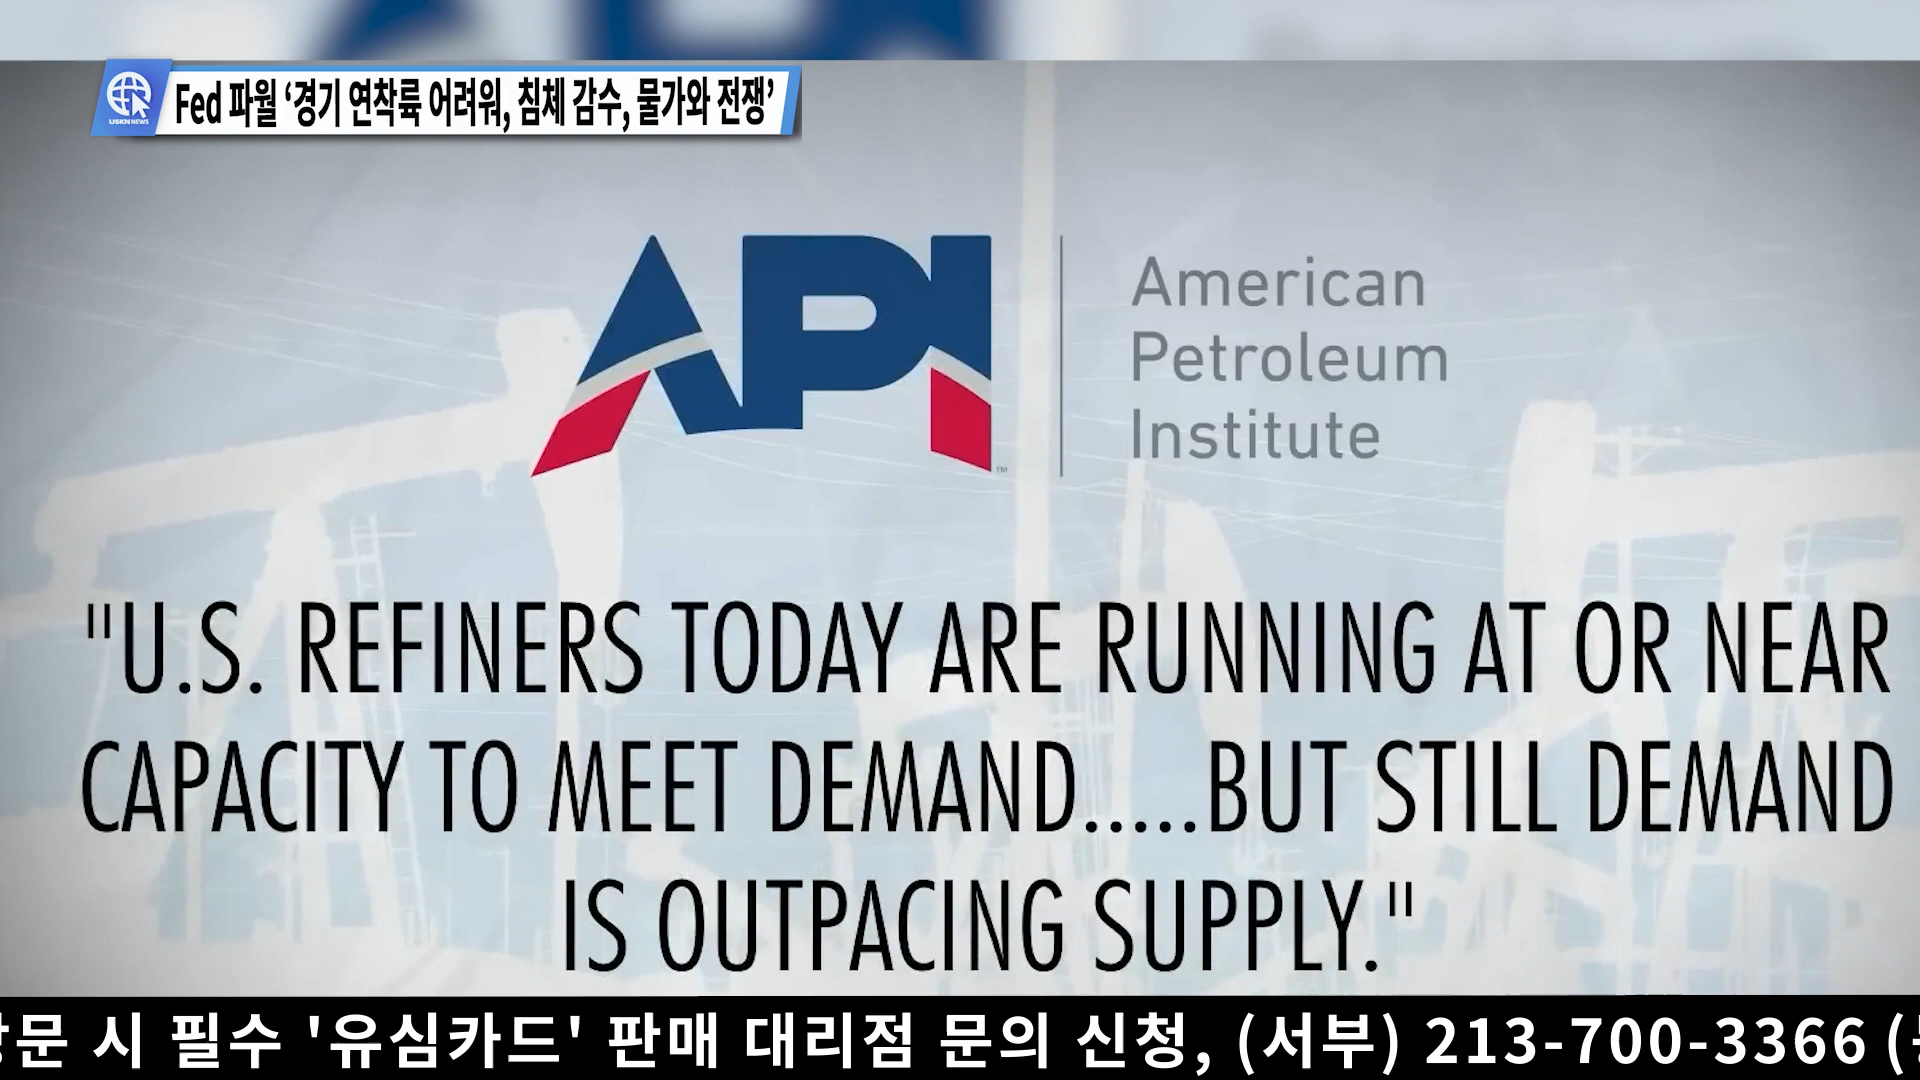 USKN NEWS
Fed 파월 ‘경기 연착륙 어려워, 침체 감수, 물가와 전쟁’
API
™
American
Petroleum
Institute
"U.S. REFINERS TODAY ARE RUNNING AT OR NEAR
CAPACITY TO MEET DEMAND.....BUT STILL DEMAND
IS OUTPACING SUPPLY."
시 필수 '유심카드' 판매 대리점 문의 신청, (서부) 213-700-3366 (